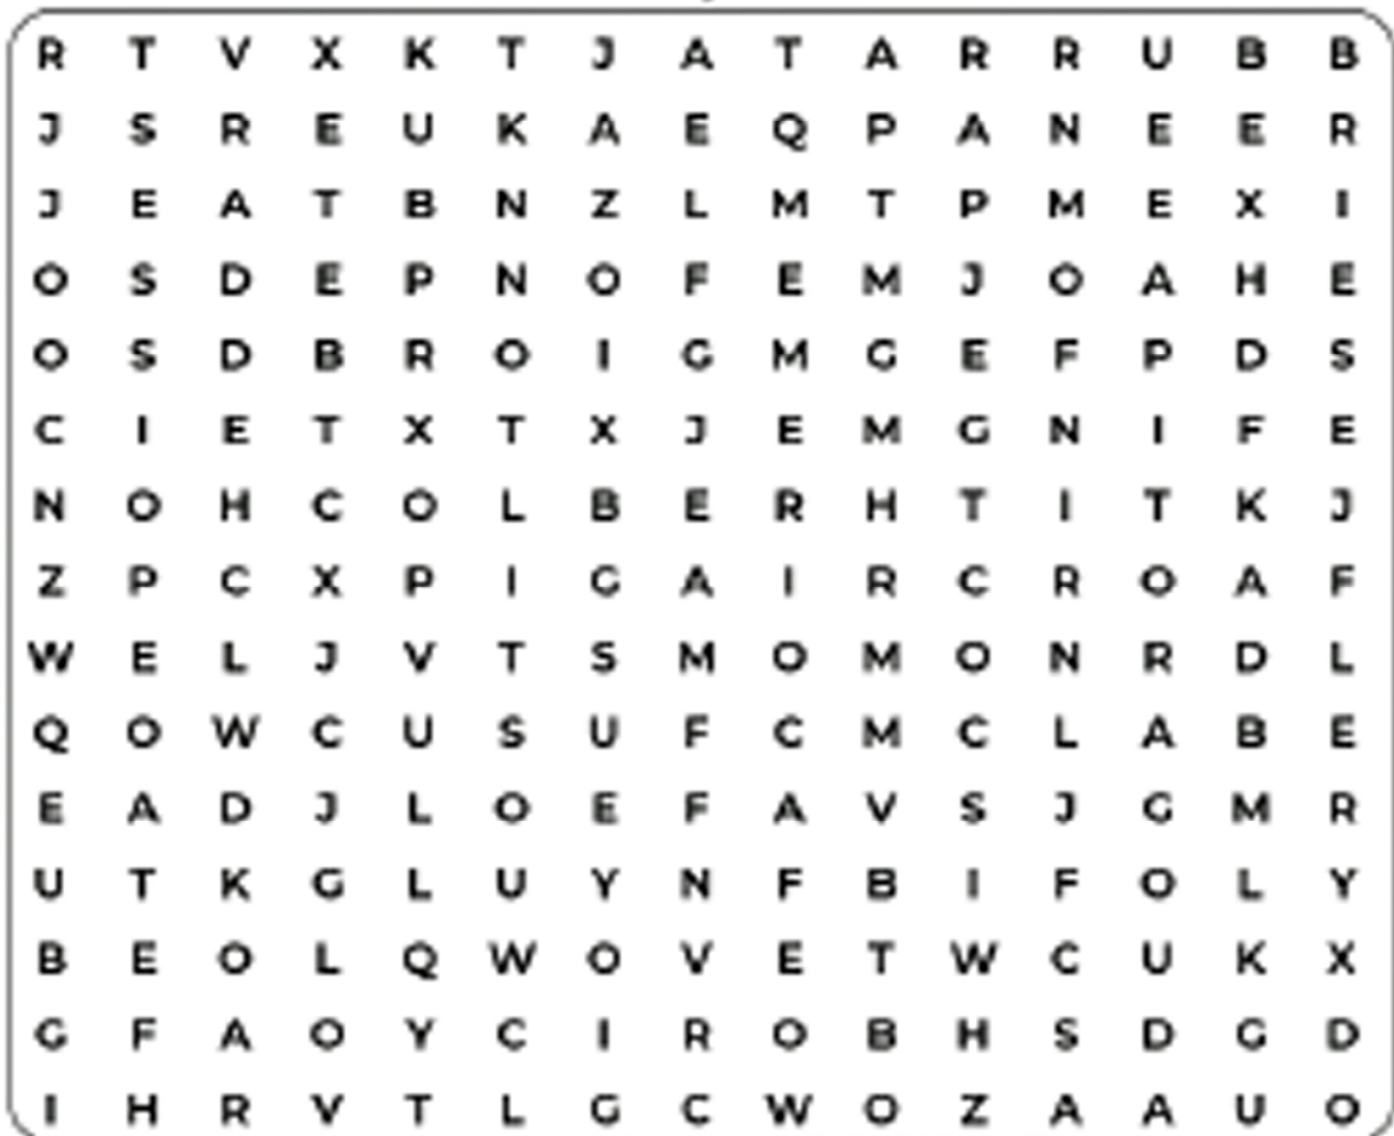 R T V X K T J A T A R R U B B
J S R E U K A E Q P A N E E R
J E A T B N Z L M T P M E X I
O S D E P N O F E M J O A H E
O S D B R O I G M G E F P D S
C I E T X T X J E M G N I F E
N O H C O L B E R H T I T K J
Z P C X P I G A I R C R O A F
W E L J V T S M O M O N R D L
Q O W C U S U F C M C L A B E
E A D J L O E F A V S J G M R
U T K G L U Y N F B I F O L Y
B E O L Q W O V E T W C U K X
G F A O Y C I R O B H S D G D
I H R V T L G C W O Z A A U O